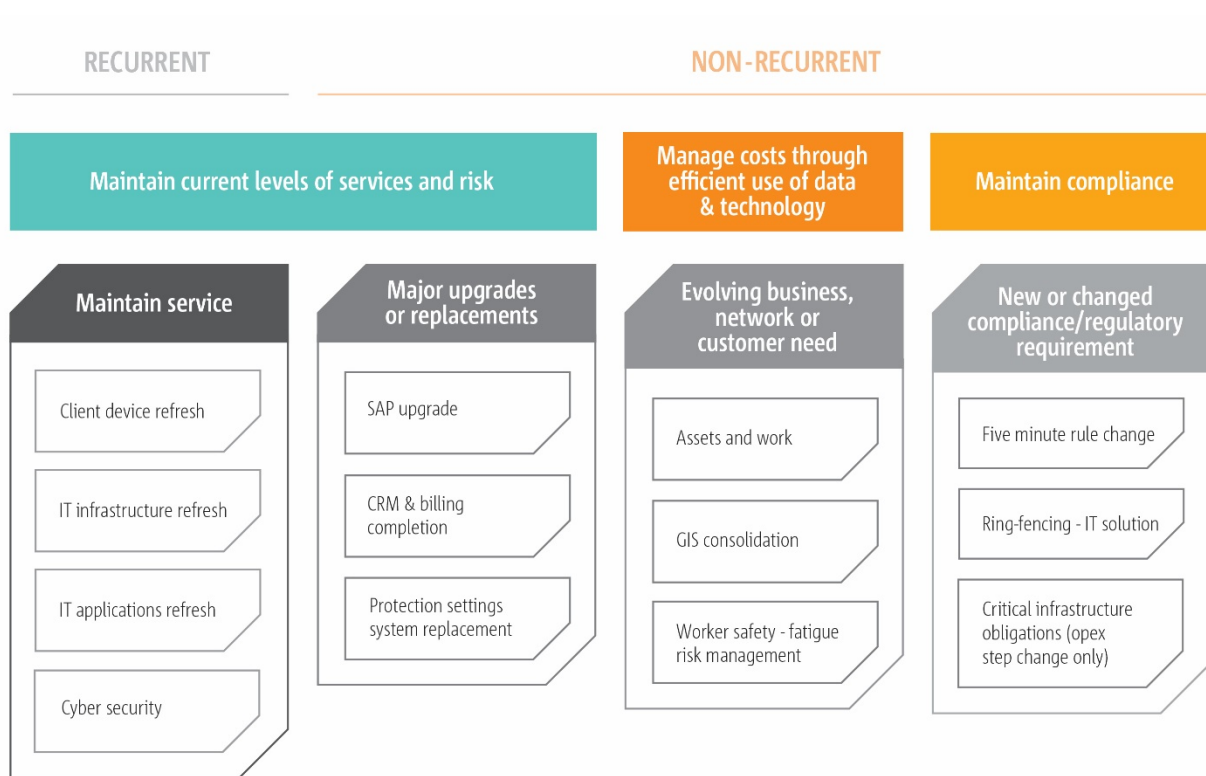 RECURRENT
NON-RECURRENT
Maintain current levels of services and risk
Manage costs through
efficient use of data
& technology
Maintain compliance
Maintain service
Client device refresh
IT infrastructure refresh
IT applications refresh
Cyber security
Major upgrades
or replacements
SAP upgrade
CRM & billing
completion
Protection settings
system replacement
Evolving business,
network or
customer need
Assets and work
GIS consolidation
Worker safety - fatigue
risk management
New or changed
compliance/regulatory
requirement
Five minute rule change
Ring-fencing - IT solution
Critical infrastructure
obligations (opex
step change only)